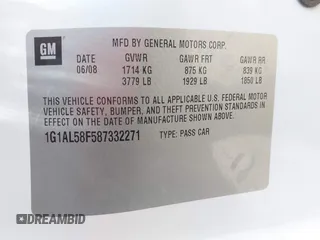 GM
MFD BY GENERAL MOTORS CORP.
DATE GVWR GAWR FRT GAWR RR
06/08 1714 KG 875 KG 839 KG
3779 LB 1929 LB 1850 LB
THIS VEHICLE CONFORMS TO ALL APPLICABLE U.S. FEDERAL MOTOR
VEHICLE SAFETY, BUMPER, AND THEFT PREVENTION STANDARDS IN
EFFECT ON THE DATE OF MANUFACTURE SHOWN ABOVE.
1G1AL58F587332271 TYPE: PASS CAR
DREAMBID